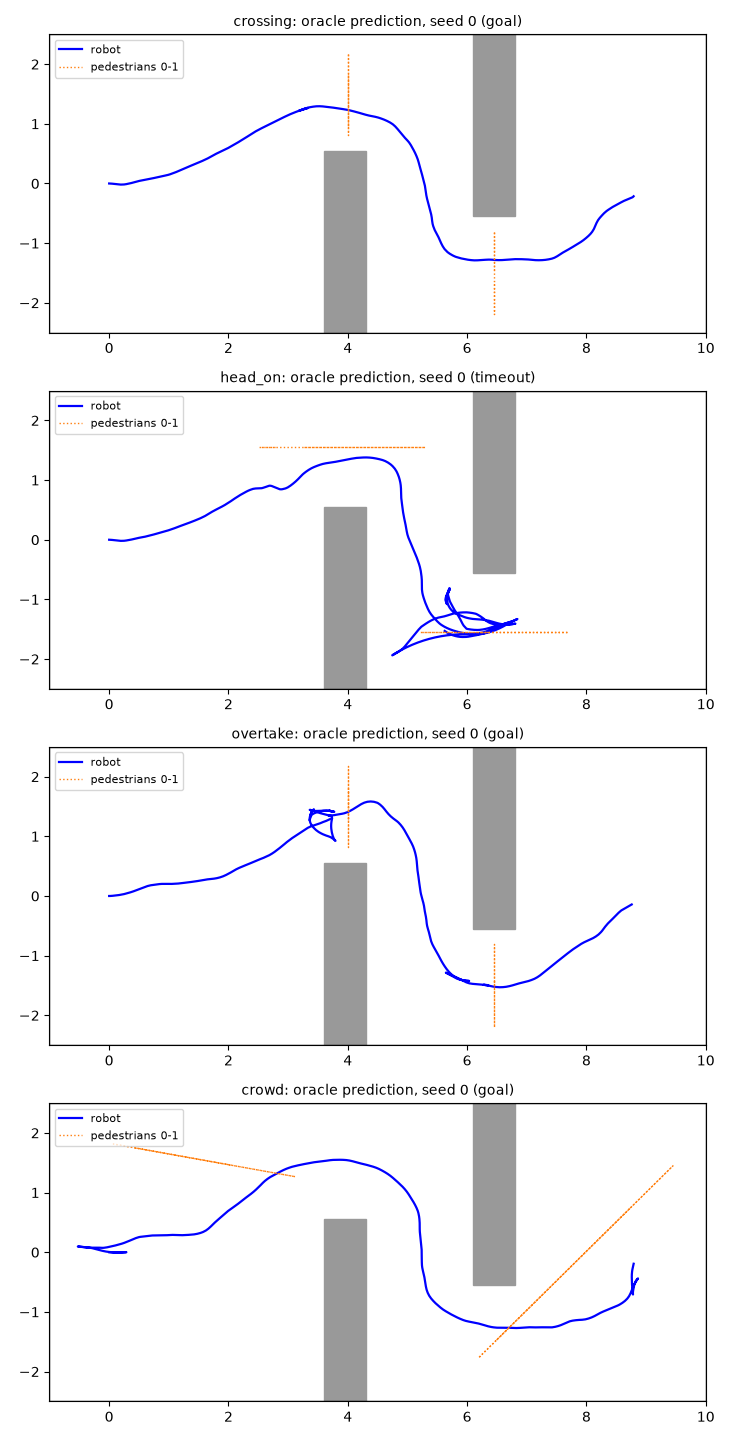 crossing: oracle prediction, seed 0 (goal)
robot
pedestrians 0-1
2
1
0
−1
−2
0 2 4 6 8 10
head_on: oracle prediction, seed 0 (timeout)
robot
pedestrians 0-1
2
1
0
−1
−2
0 2 4 6 8 10
overtake: oracle prediction, seed 0 (goal)
robot
pedestrians 0-1
2
1
0
−1
−2
0 2 4 6 8 10
crowd: oracle prediction, seed 0 (goal)
robot
pedestrians 0-1
2
1
0
−1
−2
0 2 4 6 8 10